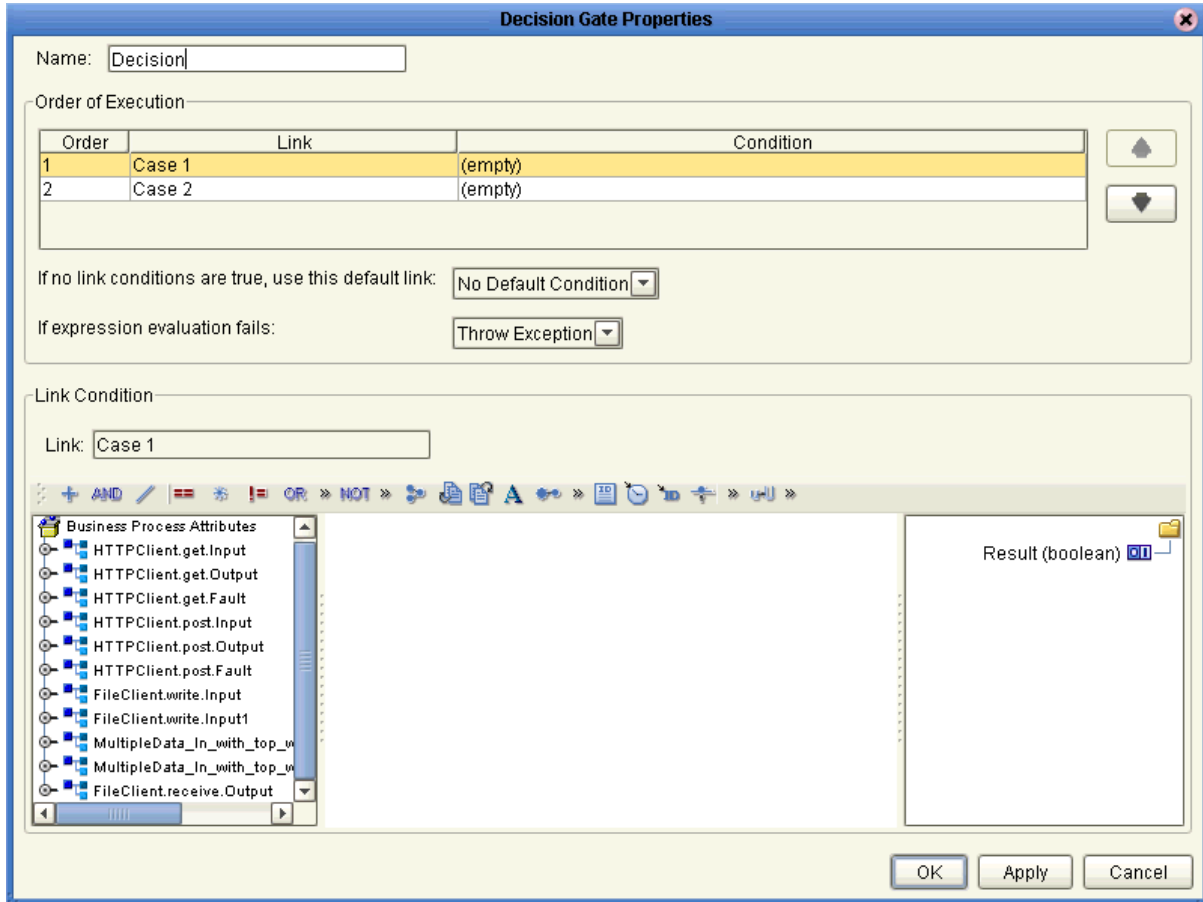 Decision Gate Properties
Name: Decision
Order of Execution
Order Link Condition
1 Case 1 (empty)
2 Case 2 (empty)
If no link conditions are true, use this default link: No Default Condition
If expression evaluation fails: Throw Exception
Link Condition
Link: Case 1
AND == != OR » NOT » A » »  »
Business Process Attributes
HTTPClient.get.Input
HTTPClient.get.Output
HTTPClient.get.Fault
HTTPClient.post.Input
HTTPClient.post.Output
HTTPClient.post.Fault
FileClient.write.Input
FileClient.write.Input1
MultipleData_In_with_top_w
MultipleData_In_with_top_w
FileClient.receive.Output
Result (boolean)
OK Apply Cancel